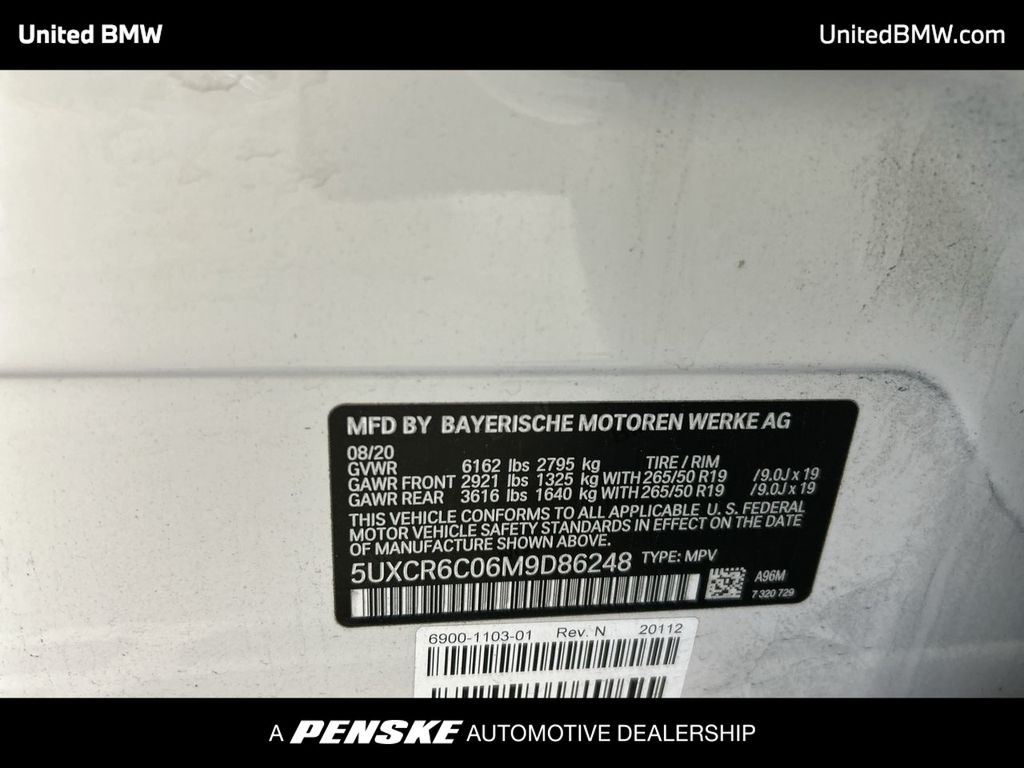 United BMW
UnitedBMW.com
MFD BY BAYERISCHE MOTOREN WERKE AG
08/20
GVWR 6162 lbs 2795 kg TIRE / RIM
GAWR FRONT 2921 lbs 1325 kg WITH 265/50 R19 /9.0J x 19
GAWR REAR 3616 lbs 1640 kg WITH 265/50 R19 /9.0J x 19
THIS VEHICLE CONFORMS TO ALL APPLICABLE U. S. FEDERAL
MOTOR VEHICLE SAFETY STANDARDS IN EFFECT ON THE DATE
OF MANUFACTURE SHOWN ABOVE.
5UXCR6C06M9D86248 TYPE: MPV
A96M
7 320 729
6900-1103-01 Rev. N 20112
A PENSKE AUTOMOTIVE DEALERSHIP